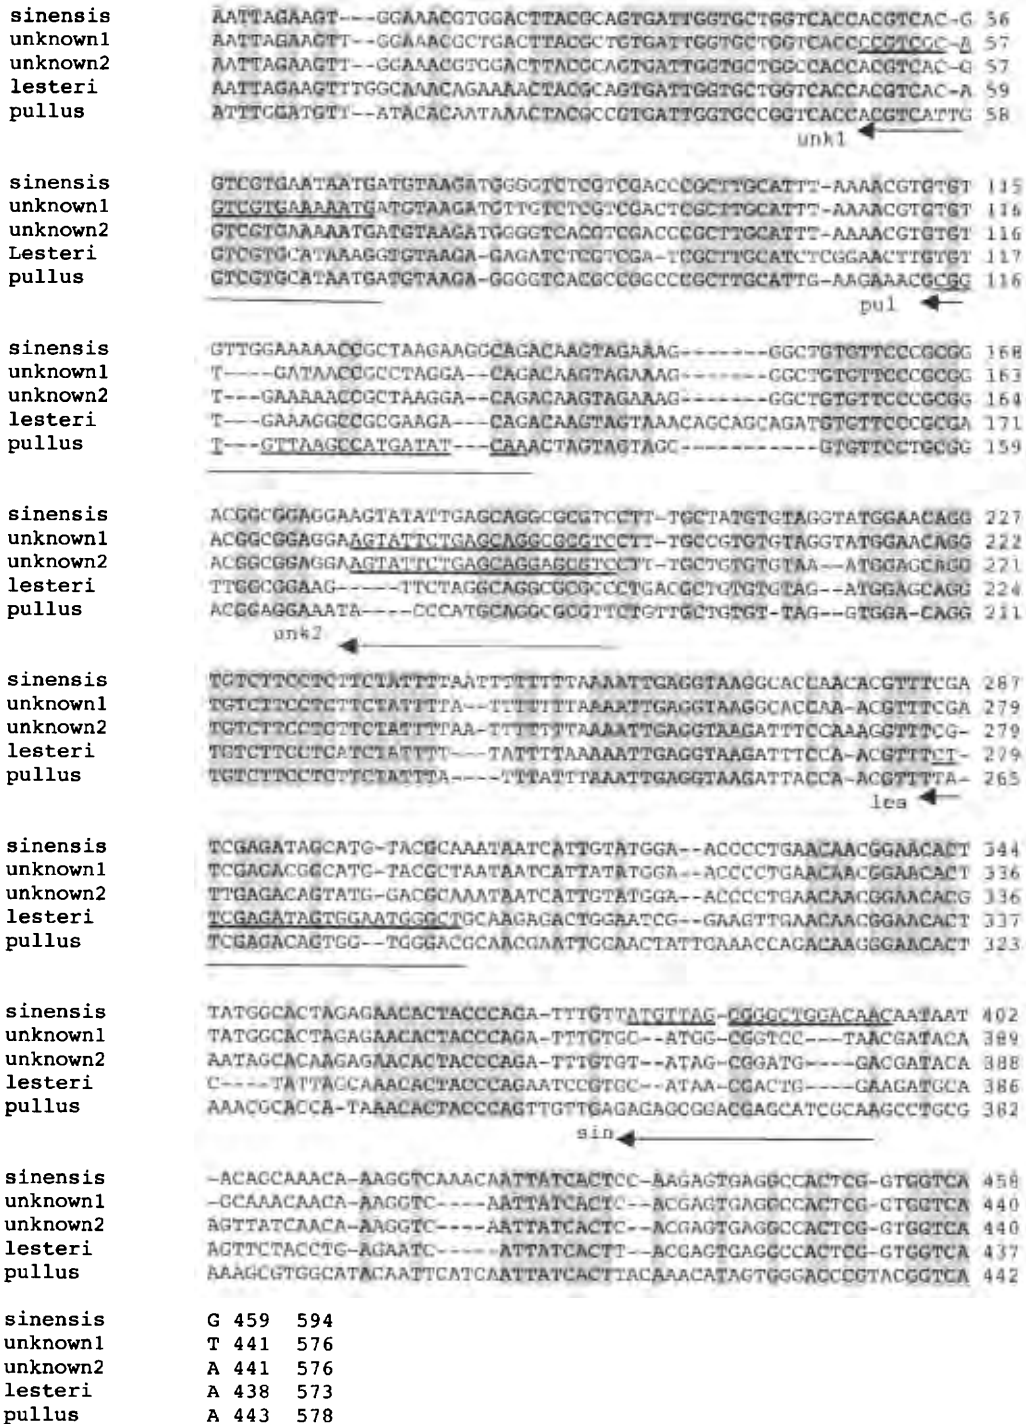 sinensis AATTAGAAGT---GGAAACGTGGACTTACGCAGTGATTGGTGCTGGTCACCACGTCAC-G 56
unknown1 AATTAGAAGTT--GGAAACGCTGACTTACGCTGTGATTGGTGCTGGTCACCCCGTCGC-A 57
unknown2 AATTAGAAGTT--GGAAACGTGGACTTACGCAGTGATTGGTGCTGGCCACCACGTCAC-G 57
lesteri AATTAGAAGTTTGGCAAACAGAAAACTACGCAGTGATTGGTGCTGGTCACCACGTCAC-A 59
pullus ATTTGGATGTT--ATACACAATAAACTACGCCGTGATTGGTGCCGGTCACCACGTCATTG 58
unk1
sinensis GTCGTGAATAATGATGTAAGATGGGGTCTCGTCGACCCGCTTGCATTT-AAAACGTGTGT 115
unknown1 GTCGTGAAAAATGATGTAAGATGTTGTCTCGTCGACTCGCTTGCATTT-AAAACGTGTGT 116
unknown2 GTCGTGAAAAATGATGTAAGATGGGGTCACGTCGACCCGCTTGCATTT-AAAACGTGTGT 116
Lesteri GTCGTGCATAAAGGTGTAAGA-GAGATCTCGTCGA-TCGCTTGCATCTCGGAACTTGTGT 117
pullus GTCGTGCATAATGATGTAAGA-GGGGTCACGCCGGCCCGCTTGCATTG-AAGAAACGCGG 116
pul
sinensis GTTGGAAAAACCGCTAAGAAGGCAGACAAGTAGAAAG-------GGCTGTGTTCCCGCGG 168
unknown1 T----GATAACCGCCTAGGA--CAGACAAGTAGAAAG-------GGCTGTGTTCCCGCGG 163
unknown2 T---GAAAAACCGCTAAGGA--CAGACAAGTAGAAAG-------GGCTGTGTTCCCGCGG 164
lesteri T---GAAAGGCCGCGAAGA---CAGACAAGTAGTAAACAGCAGCAGATGTGTTCCCGCGA 171
pullus T---GTTAAGCCATGATAT---CAAACTAGTAGTAGC-----------GTGTTCCTGCGG 159
sinensis ACGGCGGAGGAAGTATATTGAGCAGGCGCGTCCTT-TGCTATGTGTAGGTATGGAACAGG 227
unknown1 ACGGCGGAGGAAGTATTCTGAGCAGGCGCGTCCTT-TGCCGTGTGTAGGTATGGAACAGG 222
unknown2 ACGGCGGAGGAAGTATTCTGAGCAGGAGCGTCCTT-TGCTGTGTGTAA--ATGGAGCAGG 221
lesteri TTGGCGGAAG-----TTCTAGGCAGGCGCGCCCTGACGCTGTGTGTAG--ATGGAGCAGG 224
pullus ACGGAGGAAATA----CCCATGCAGGCGCGTTCTGTTGCTGTGT-TAG--GTGGA-CAGG 211
unk2
sinensis TGTCTTCCTCTTCTATTTTAATTTTTTTTAAAATTGAGGTAAGGCACCAACACGTTTCGA 287
unknown1 TGTCTTCCTCTTCTATTTTA--TTTTTTTAAAATTGAGGTAAGGCACCAA-ACGTTTCGA 279
unknown2 TGTCTTCCTCTTCTATTTTAA-TTTTTTTAAAATTGAGGTAAGATTTCCAAAGGTTTCG- 279
lesteri TGTCTTCCTCATCTATTTT---TATTTTAAAAATTGAGGTAAGATTTCCA-ACGTTTCT- 279
pullus TGTCTTCCTCTTCTATTTA----TTTATTTAAATTGAGGTAAGATTACCA-ACGTTTTA- 265
les
sinensis TCGAGATAGCATG-TACGCAAATAATCATTGTATGGA--ACCCCTGAACAACGGAACACT 344
unknown1 TCGAGACGGCATG-TACGCTAATAATCATTATATGGA--ACCCCTGAACAACGGAACACT 336
unknown2 TTGAGACAGTATG-GACGCAAATAATCATTGTATGGA--ACCCCTGAACAACGGAACACG 336
lesteri TCGAGATAGTGGAATGGGCTGCAAGAGACTGGAATCG--GAAGTTGAACAACGGAACACT 337
pullus TCGAGACAGTGG--TGGGACGCAACGAATTGCAACTATTGAAACCAGACAAGGGAACACT 323
sinensis TATGGCACTAGAGAACACTACCCAGA-TTTGTTATGTTAG-CGGGCTGGACAACAATAAT 402
unknown1 TATGGCACTAGAGAACACTACCCAGA-TTTGTGC--ATGG-CGGTCC---TAACGATACA 389
unknown2 AATAGCACAAGAGAACACTACCCAGA-TTTGTGT--ATAG-CGGATG----GACGATACA 388
lesteri C----TATTAGCAAACACTACCCAGAATCCGTGC--ATAA-CGACTG----GAAGATGCA 386
pullus AAACGCACCA-TAAACACTACCCAGTTGTTGAGAGAGCGGACGAGCATCGCAAGCCTGCG 382
sin
sinensis -ACAGCAAACA-AAGGTCAAACAATTATCACTCC-AAGAGTGAGGCCACTCG-GTGGTCA 458
unknown1 -GCAAACAACA-AAGGTC----AATTATCACTC--ACGAGTGAGGCCACTCG-GTGGTCA 440
unknown2 AGTTATCAACA-AAGGTC----AATTATCACTC--ACGAGTGAGGCCACTCG-GTGGTCA 440
lesteri AGTTCTACCTG-AGAATC-----ATTATCACTT--ACGAGTGAGGCCACTCG-GTGGTCA 437
pullus AAAGCGTGGCATACAATTCATCAATTATCACTTACAAACATAGTGGGACCCGTACGGTCA 442
sinensis G 459 594
unknown1 T 441 576
unknown2 A 441 576
lesteri A 438 573
pullus A 443 578